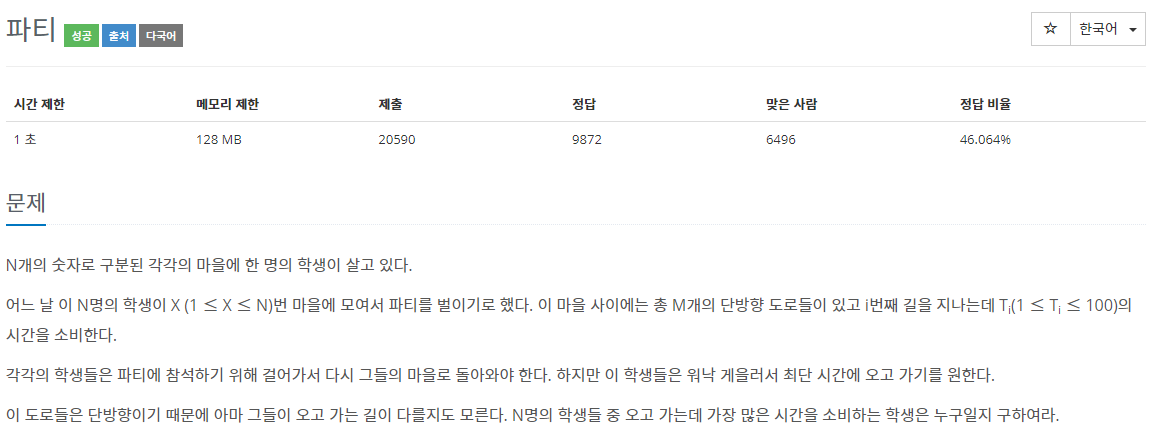 파티 성공 출처 다국어 ☆ 한국어
시간 제한 메모리 제한 제출 정답 맞은 사람 정답 비율
1 초 128 MB 20590 9872 6496 46.064%
문제
N개의 숫자로 구분된 각각의 마을에 한 명의 학생이 살고 있다.
어느 날 이 N명의 학생이 X (1 ≤ X ≤ N)번 마을에 모여서 파티를 벌이기로 했다. 이 마을 사이에는 총 M개의 단방향 도로들이 있고 i번째 길을 지나는데 Ti(1 ≤ Ti ≤ 100)의
시간을 소비한다.
각각의 학생들은 파티에 참석하기 위해 걸어가서 다시 그들의 마을로 돌아와야 한다. 하지만 이 학생들은 워낙 게을러서 최단 시간에 오고 가기를 원한다.
이 도로들은 단방향이기 때문에 아마 그들이 오고 가는 길이 다를지도 모른다. N명의 학생들 중 오고 가는데 가장 많은 시간을 소비하는 학생은 누구일지 구하여라.